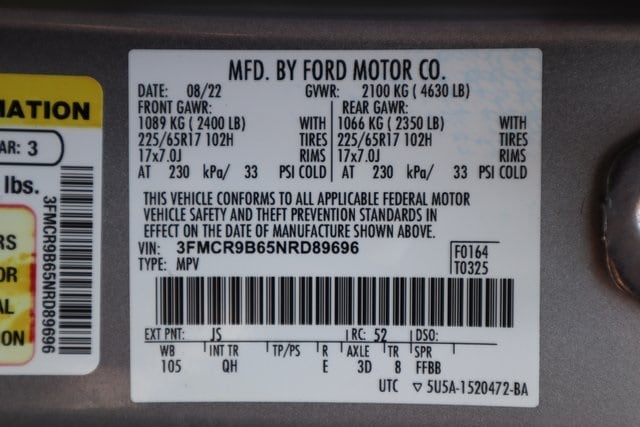 MFD. BY FORD MOTOR CO.
DATE: 08/22 GVWR: 2100 KG ( 4630 LB)
FRONT GAWR: REAR GAWR:
1089 KG ( 2400 LB) WITH 1066 KG ( 2350 LB) WITH
225/65R17 102H TIRES 225/65R17 102H TIRES
17x7.0J RIMS 17x7.0J RIMS
AT 230 kPa/ 33 PSI COLD AT 230 kPa/ 33 PSI COLD
THIS VEHICLE CONFORMS TO ALL APPLICABLE FEDERAL MOTOR
VEHICLE SAFETY AND THEFT PREVENTION STANDARDS IN
EFFECT ON THE DATE OF MANUFACTURE SHOWN ABOVE.
VIN: 3FMCR9B65NRD89696 F0164
TYPE: MPV T0325
EXT PNT: JS RC: 52 DSO:
WB INT TR TP/PS R AXLE TR SPR
105 QH E 3D 8 FFBB
UTC ▽ 5U5A-1520472-BA
MATION
AR: 3
lbs.
RS
OR
AL
ON
3FMCR9B65NRD89696